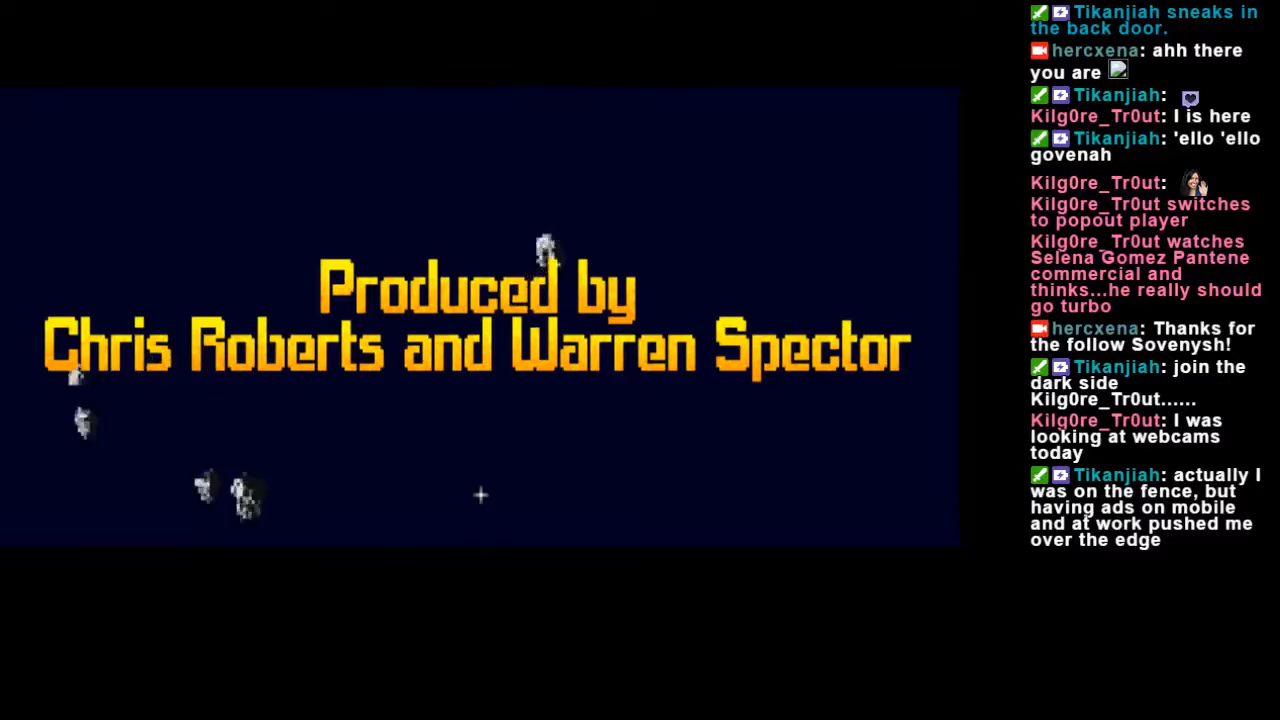 Produced by
Chris Roberts and Warren Spector
Tikanjiah sneaks in
the back door.
hercxena: ahh there
you are
Tikanjiah:
Kilg0re_Tr0ut: I is here
Tikanjiah: 'ello 'ello
govenah
Kilg0re_Tr0ut:
Kilg0re_Tr0ut switches
to popout player
Kilg0re_Tr0ut watches
Selena Gomez Pantene
commercial and
thinks...he really should
go turbo
hercxena: Thanks for
the follow Sovenysh!
Tikanjiah: join the
dark side
Kilg0re_Tr0ut......
Kilg0re_Tr0ut: I was
looking at webcams
today
Tikanjiah: actually I
was on the fence, but
having ads on mobile
and at work pushed me
over the edge